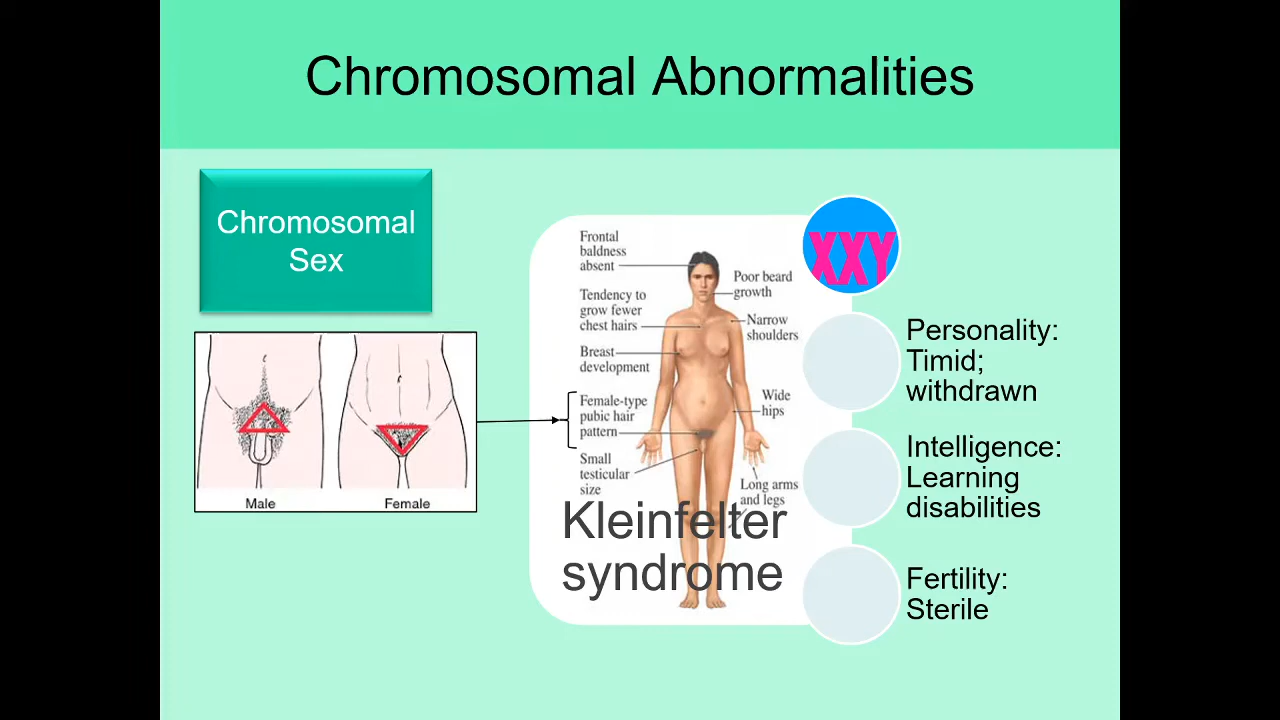 Chromosomal Abnormalities
Chromosomal
Sex
Male
Female
Frontal
baldness
absent
Tendency to
grow fewer
chest hairs
Breast
development
Female-type
pubic hair
pattern
Small
testicular
size
Poor beard
growth
Narrow
shoulders
Wide
hips
Long arms
and legs
Kleinfelter
syndrome
XXY
Personality:
Timid;
withdrawn
Intelligence:
Learning
disabilities
Fertility:
Sterile